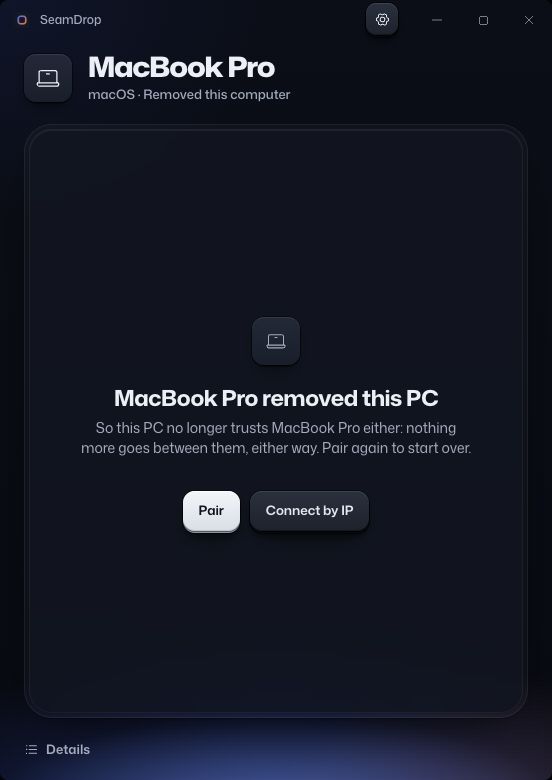 SeamDrop
MacBook Pro
macOS · Removed this computer
MacBook Pro removed this PC
So this PC no longer trusts MacBook Pro either: nothing
more goes between them, either way. Pair again to start over.
Pair
Connect by IP
Details